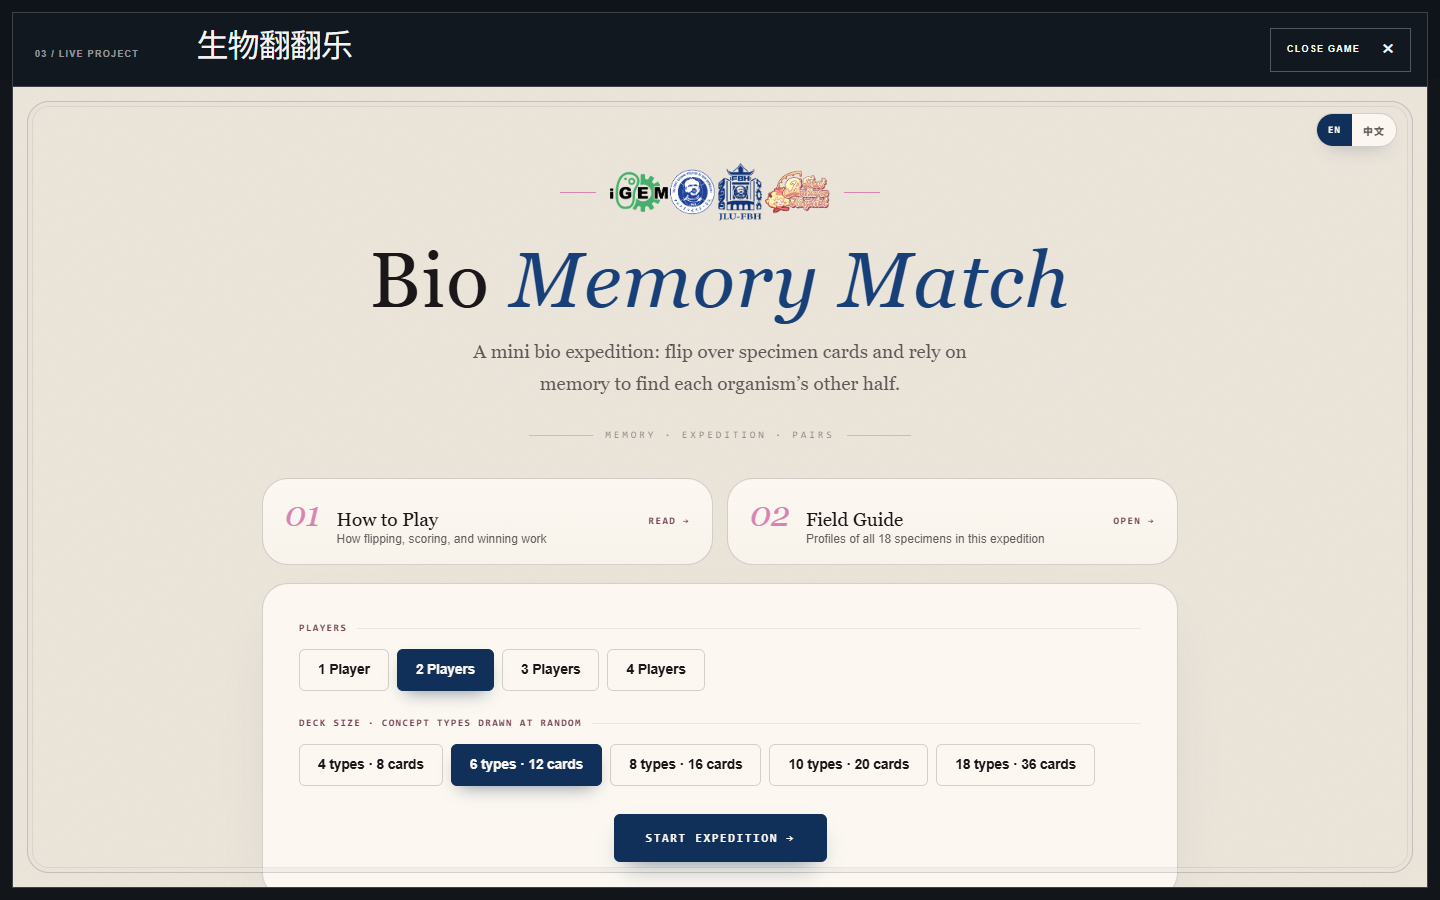 03 / LIVE PROJECT
生物翻翻乐
CLOSE GAME ✕
EN
中文
iGEM
FBH
JLU-FBH
Bio Memory Match
A mini bio expedition: flip over specimen cards and rely on
memory to find each organism’s other half.
MEMORY · EXPEDITION · PAIRS
01
How to Play
How flipping, scoring, and winning work
READ →
02
Field Guide
Profiles of all 18 specimens in this expedition
OPEN →
PLAYERS
1 Player
2 Players
3 Players
4 Players
DECK SIZE · CONCEPT TYPES DRAWN AT RANDOM
4 types · 8 cards
6 types · 12 cards
8 types · 16 cards
10 types · 20 cards
18 types · 36 cards
START EXPEDITION →